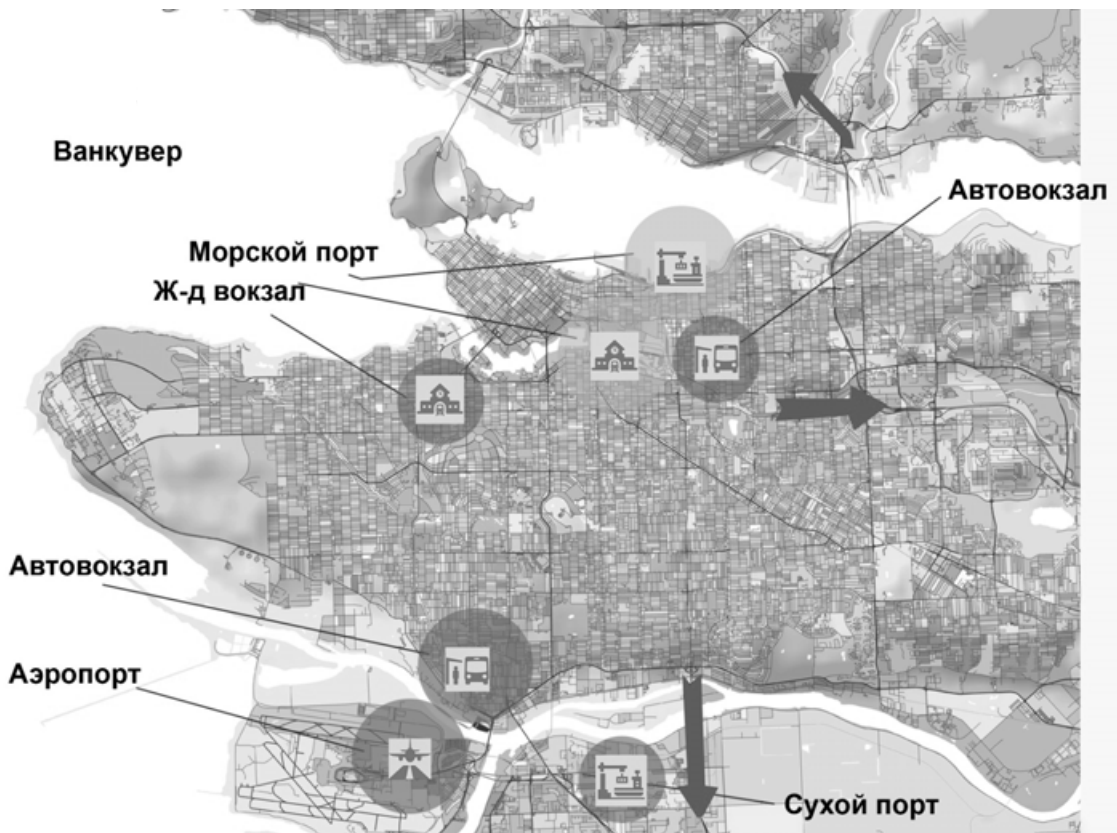 Ванкувер
Автовокзал
Морской порт
Ж-д вокзал
Автовокзал
Аэропорт
Сухой порт